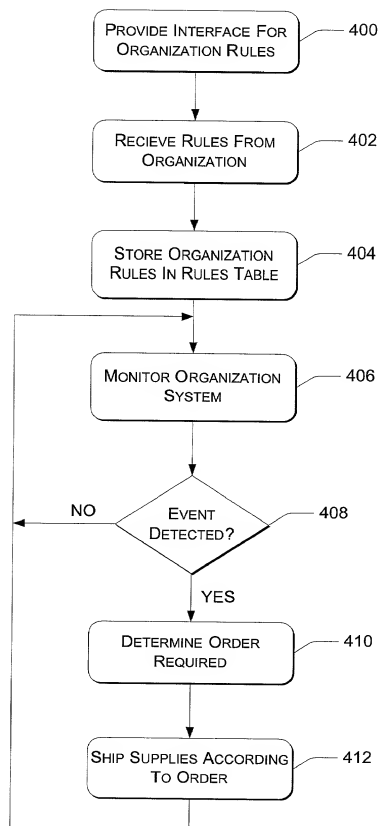 PROVIDE INTERFACE FOR
ORGANIZATION RULES
400
RECIEVE RULES FROM
ORGANIZATION
402
STORE ORGANIZATION
RULES IN RULES TABLE
404
MONITOR ORGANIZATION
SYSTEM
406
EVENT
DETECTED?
408
NO
YES
DETERMINE ORDER
REQUIRED
410
SHIP SUPPLIES ACCORDING
TO ORDER
412